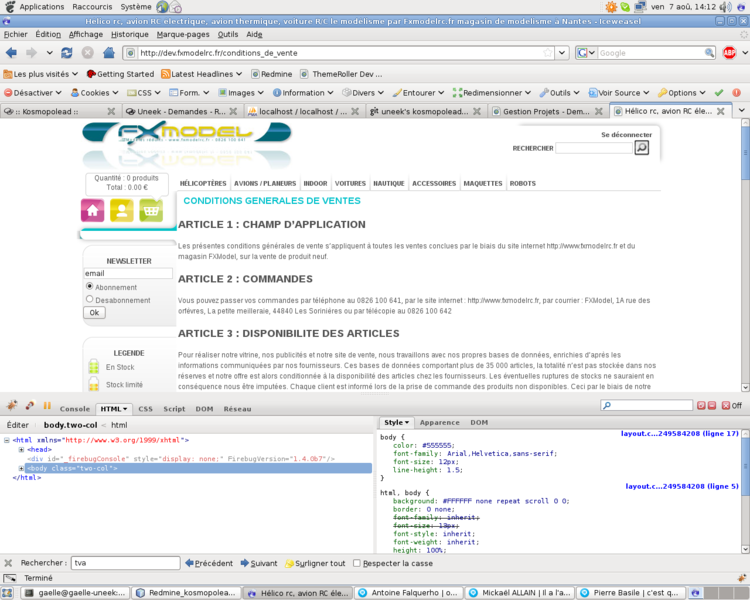 Applications Raccourcis Système
ven 7 aoû, 14:12
Hélico rc, avion RC électrique, avion thermique, voiture R/C le modelisme par Fxmodelrc.fr magasin de modelisme a Nantes - Iceweasel
Fichier Édition Affichage Historique Marque-pages Outils Aide
http://dev.fxmodelrc.fr/conditions_de_vente
Google
ABP
Les plus visités Getting Started Latest Headlines Redmine ThemeRoller Dev ...
Désactiver Cookies CSS Form. Images Infos Divers Entourer Redimensionner Outils Voir Source Options
:: Kosmopolead ::
Uneek - Demandes - R...
localhost / localhost / ...
uneek's kosmopolead...
Gestion Projets - Dem...
Hélico rc, avion RC éle...
FXMODEL
Se déconnecter
RECHERCHER
Quantité : 0 produits
Total : 0.00 €
HÉLICOPTÈRES AVIONS / PLANEURS INDOOR VOITURES NAUTIQUE ACCESSOIRES MAQUETTES ROBOTS
CONDITIONS GENERALES DE VENTES
ARTICLE 1 : CHAMP D'APPLICATION
Les présentes conditions générales de vente s'appliquent à toutes les ventes conclues par le biais du site internet http://www.fxmodelrc.fr et du
magasin FXModel, sur la vente de produit neuf.
ARTICLE 2 : COMMANDES
Vous pouvez passer vos commandes par téléphone au 0826 100 641, par le site internet : http://www.fxmodelrc.fr, par courrier : FXModel, 1A rue des
orfèvres, La petite meilleraie, 44840 Les Sorinières ou par télécopie au 0826 100 642
ARTICLE 3 : DISPONIBILITE DES ARTICLES
Pour réaliser notre vitrine, nos publicités et notre site de vente, nous travaillons avec nos propres bases de données, enrichies d'après les
informations communiquées par nos fournisseurs. Ces bases de données comportant plus de 35 000 articles, la totalité n'est pas stockée dans nos
réserves et notre offre est alors conditionnée à la disponibilité des articles chez les fournisseurs. Les éventuelles ruptures de stocks ne sauraient en
conséquence nous être imputées. Chaque client est informé lors de la prise de commande des produits non disponibles. Ceci par le biais de notre
NEWSLETTER
email
Abonnement
Desabonnement
Ok
LEGENDE
En Stock
Stock limité
Console HTML CSS Script DOM Réseau
Off
Éditer body.two-col < html
<html xmlns="http://www.w3.org/1999/xhtml">
<head>
<div id="_firebugConsole" style="display: none;" FirebugVersion="1.4.0b7"/>
<body class="two-col">
</html>
Style Apparence DOM
layout.c...249584208 (ligne 17)
body {
color: #555555;
font-family: Arial,Helvetica,sans-serif;
font-size: 12px;
line-height: 1.5;
}
layout.c...249584208 (ligne 5)
html, body {
background: #FFFFFF none repeat scroll 0 0;
border: 0 none;
font-family: inherit;
font-size: 13px;
font-style: inherit;
font-weight: inherit;
height: 100%;
Rechercher : tva Précédent Suivant Surligner tout Respecter la casse
Terminé
gaelle@gaelle-uneek:...
Redmine_kosmopolea...
Hélico rc, avion RC éle...
Antoine Falquerho | o...
Mickaël ALLAIN | Il a l'a...
Pierre Basile | c'est q...